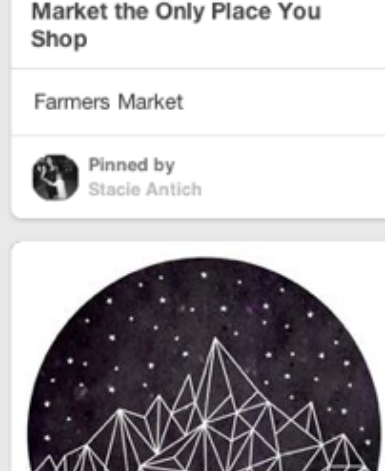 Market the Only Place You
Shop
Farmers Market
Pinned by
Stacie Antich